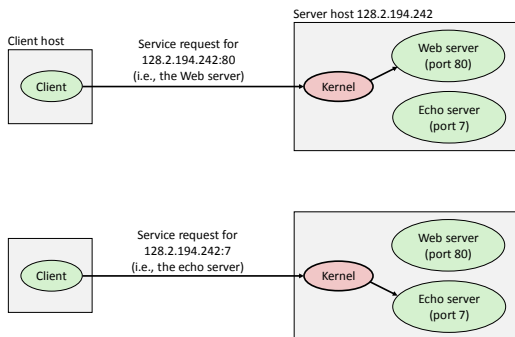 Server host 128.2.194.242
Client host
Service request for
128.2.194.242:80
(i.e., the Web server)
Web server
(port 80)
Client
Kernel
Echo server
(port 7)
Service request for
128.2.194.242:7
(i.e., the echo server)
Web server
(port 80)
Client
Kernel
Echo server
(port 7)